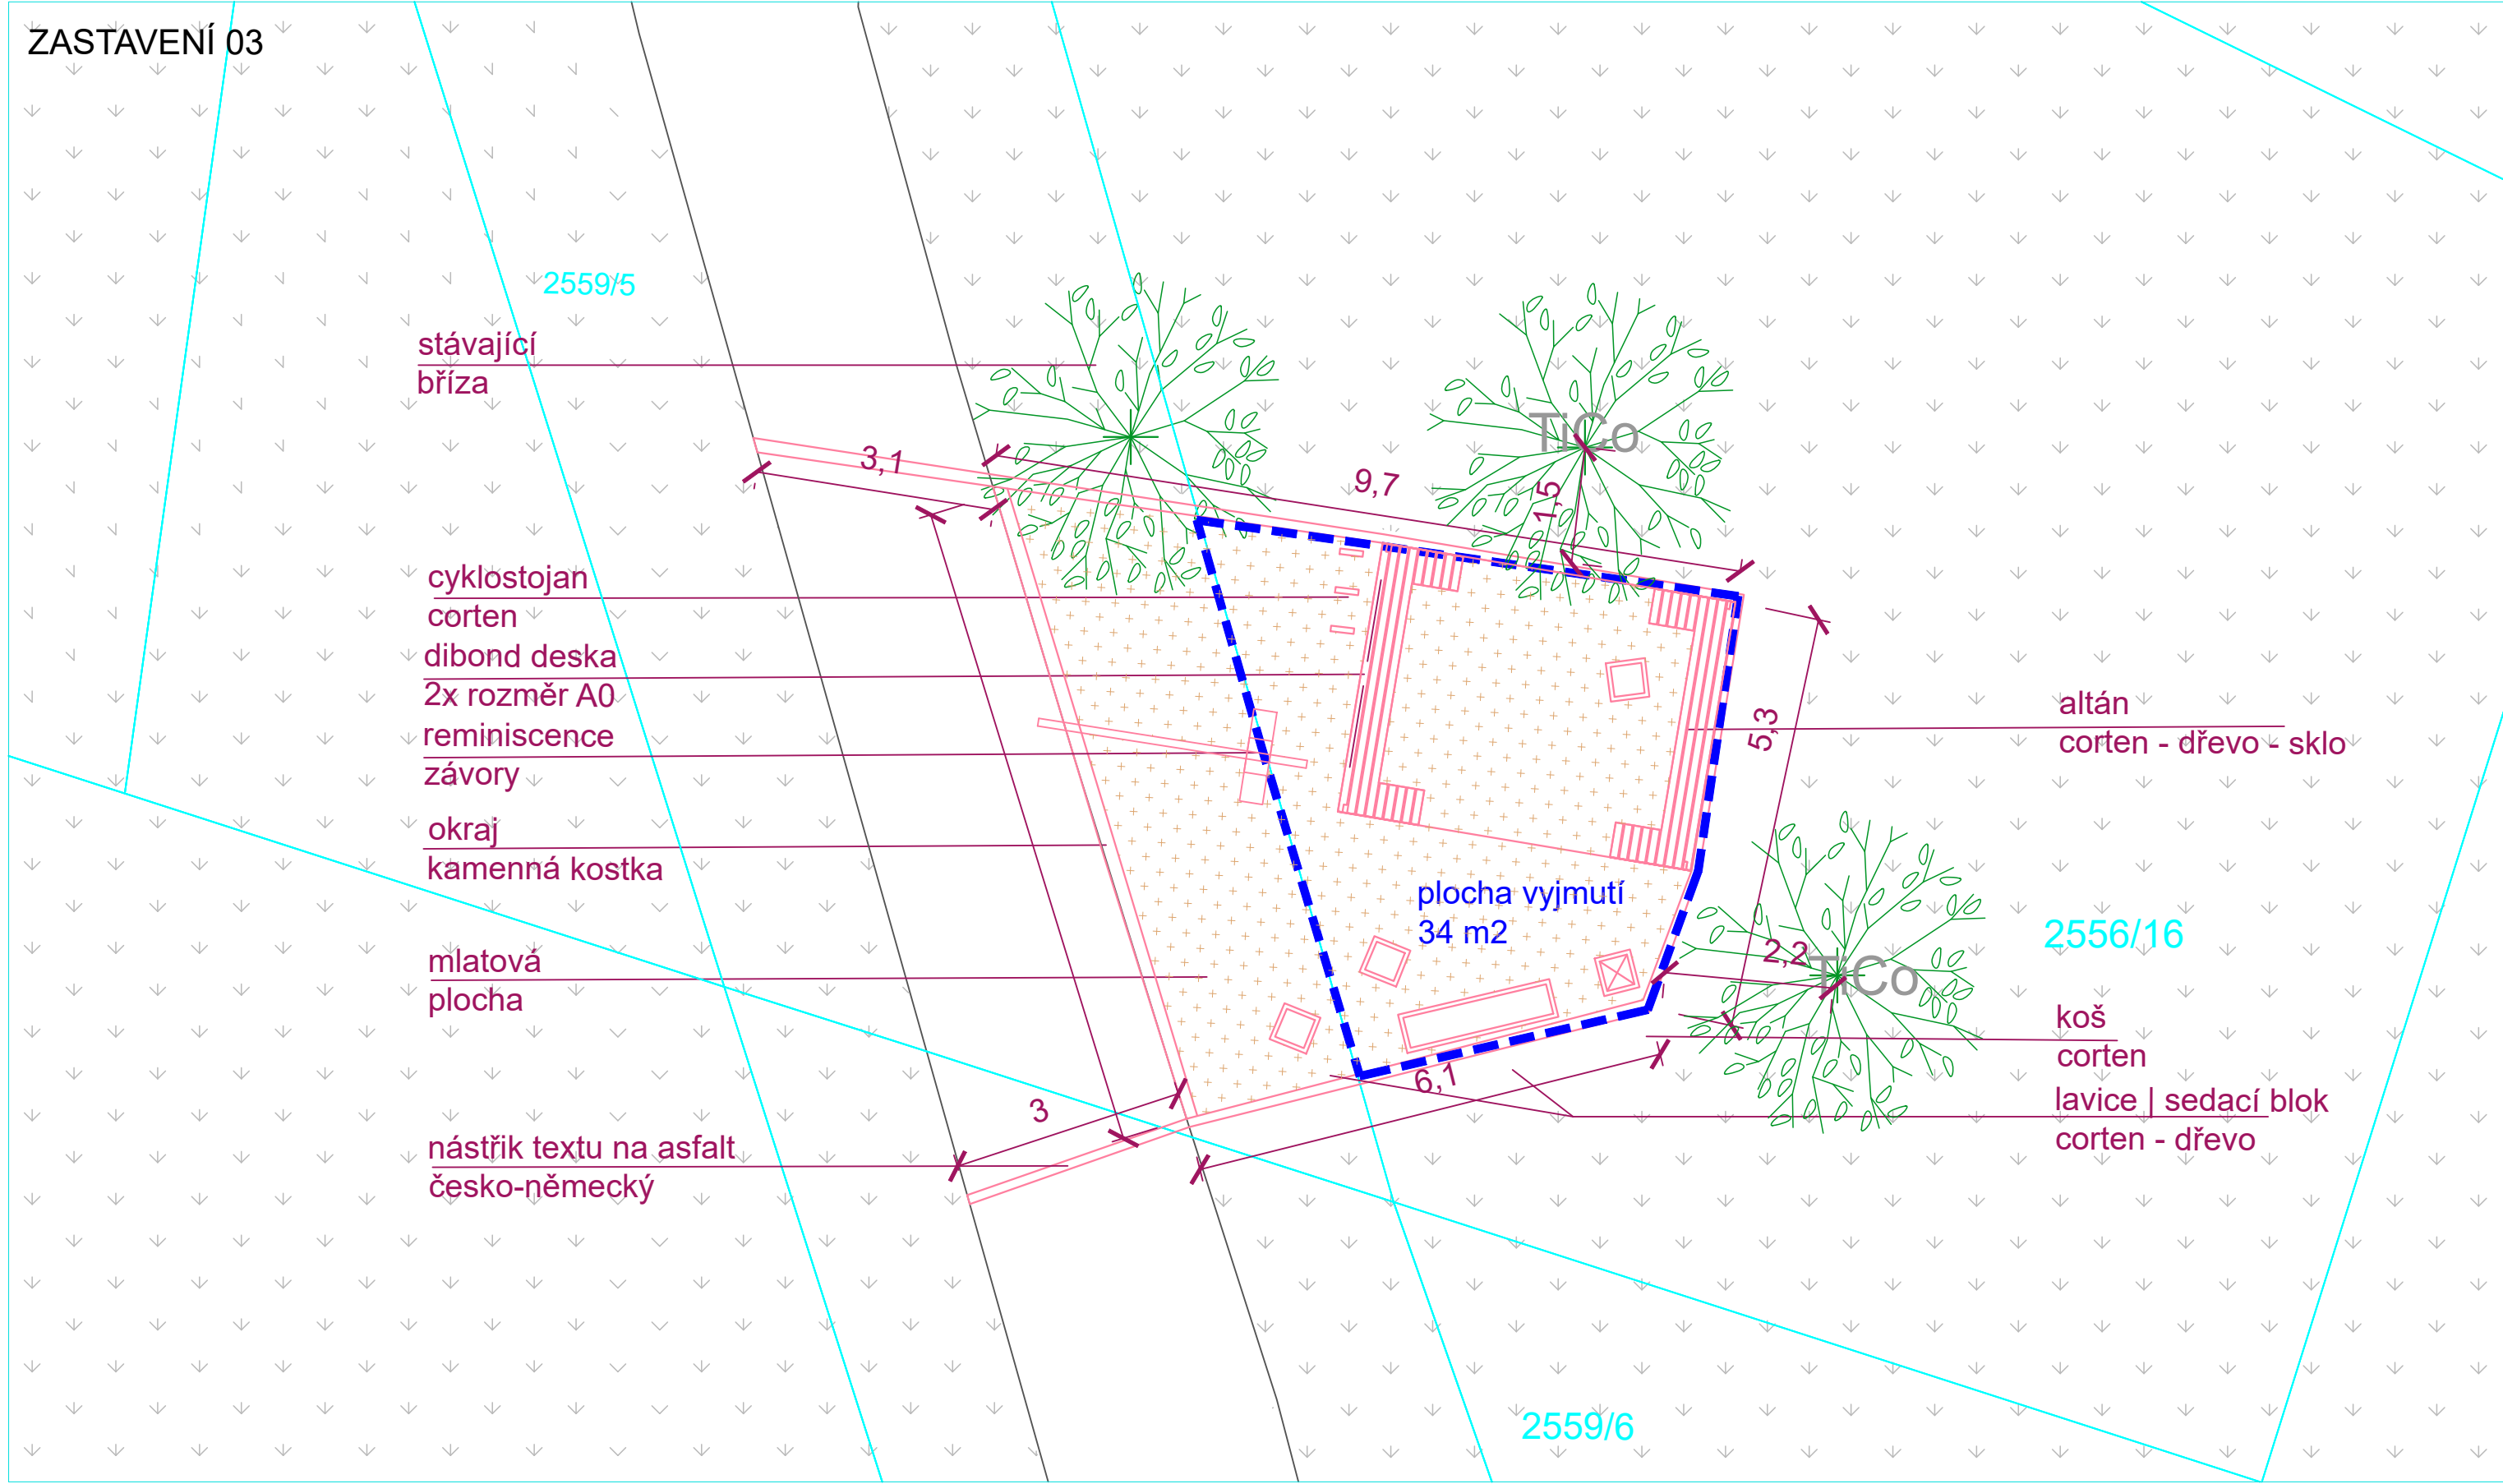 ZASTAVENÍ 03
2559/5
stávající
bříza
3,1
9,7
1,5
TiCo
cyklostojan
corten
dibond deska
2x rozměr A0
reminiscence
závory
okraj
kamenná kostka
mlatová
plocha
nástřik textu na asfalt
česko-německý
5,3
altán
corten - dřevo - sklo
plocha vyjmutí
34 m2
2556/16
2,2
TiCo
koš
corten
lavice | sedací blok
corten - dřevo
6,1
3
2559/6